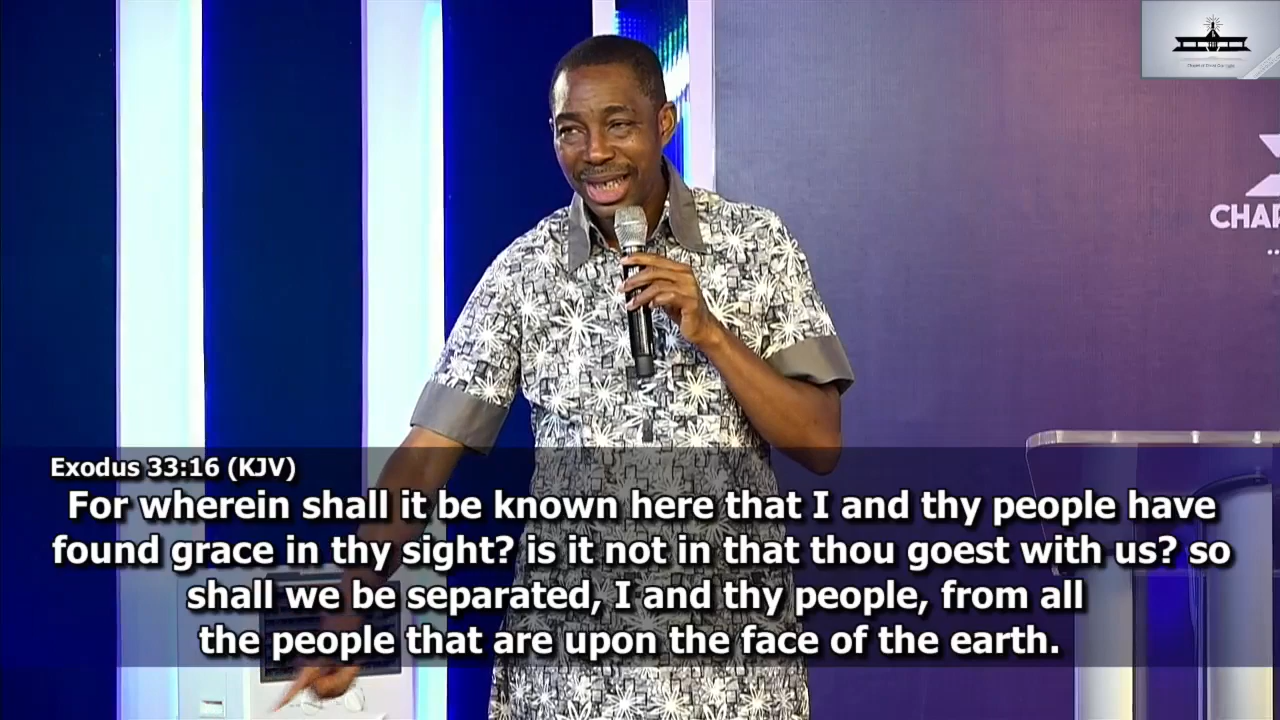 CHAP
Exodus 33:16 (KJV)
For wherein shall it be known here that I and thy people have
found grace in thy sight? is it not in that thou goest with us? so
shall we be separated, I and thy people, from all
the people that are upon the face of the earth.